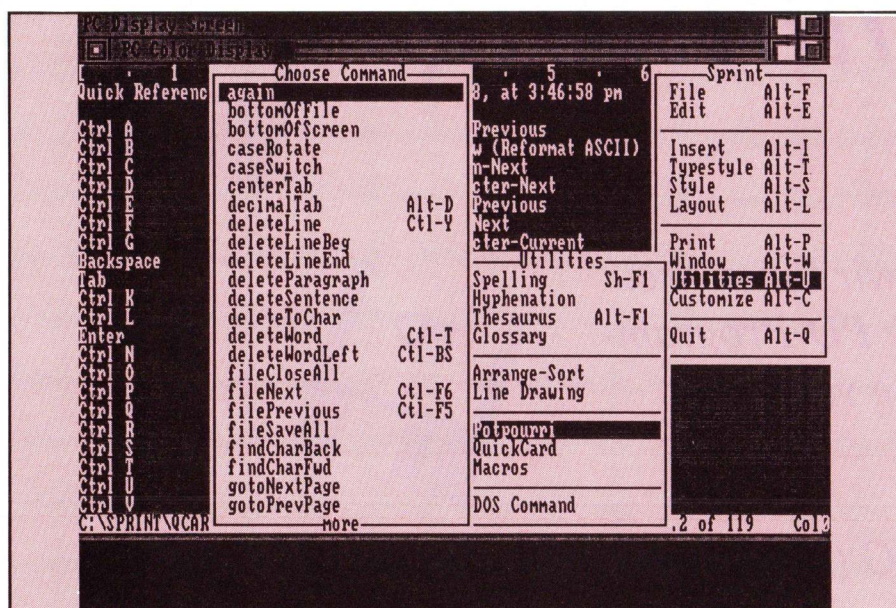 PC Display Screen
PC Color Display
[ · 1
· 5 · 6
Quick Referenc
8, at 3:46:58 pm
Ctrl A
Ctrl B
Ctrl C
Ctrl D
Ctrl E
Ctrl F
Ctrl G
Backspace
Tab
Ctrl K
Ctrl L
Enter
Ctrl N
Ctrl O
Ctrl P
Ctrl Q
Ctrl R
Ctrl S
Ctrl T
Ctrl U
Ctrl V
C:\SPRINT\QCAR
Choose Command
again
bottomOfFile
bottomOfScreen
caseRotate
caseSwitch
centerTab
decimalTab Alt-D
deleteLine Ctl-Y
deleteLineBeg
deleteLineEnd
deleteParagraph
deleteSentence
deleteToChar
deleteWord Ctl-T
deleteWordLeft Ctl-BS
fileCloseAll
fileNext Ctl-F6
filePrevious Ctl-F5
fileSaveAll
findCharBack
findCharFwd
gotoNextPage
gotoPrevPage
More
Previous
w (Reformat ASCII)
n-Next
cter-Next
Previous
Next
cter-Current
Utilities
Spelling Sh-F1
Hyphenation
Thesaurus Alt-F1
Glossary
Arrange-Sort
Line Drawing
Potpourri
QuickCard
Macros
DOS Command
Sprint
File Alt-F
Edit Alt-E
Insert Alt-I
Typestyle Alt-T
Style Alt-S
Layout Alt-L
Print Alt-P
Window Alt-W
Utilities Alt-U
Customize Alt-C
Quit Alt-Q
.2 of 119 Col0